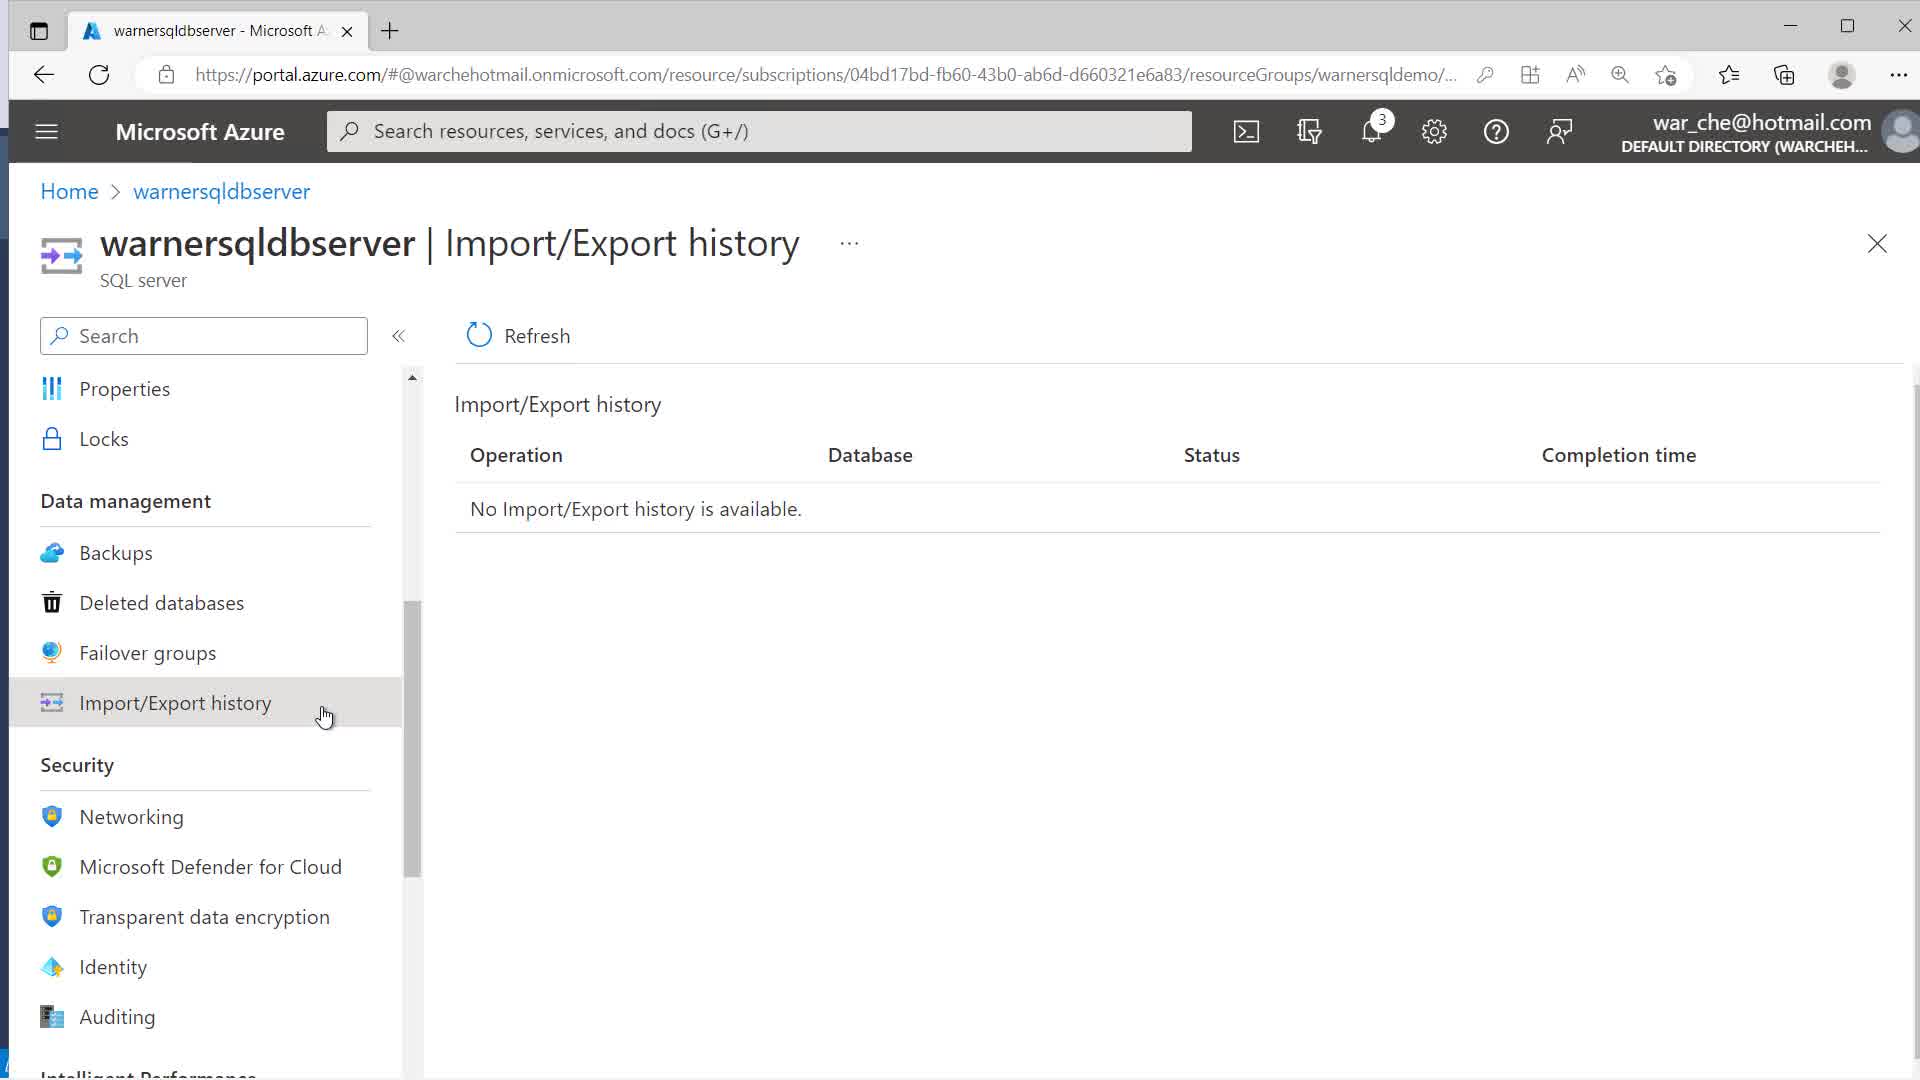 warnersqldbserver - Microsoft A
https://portal.azure.com/#@warchehotmail.onmicrosoft.com/resource/subscriptions/04bd17bd-fb60-43b0-ab6d-d660321e6a83/resourceGroups/warnersqldemo/...
Microsoft Azure
Search resources, services, and docs (G+/)
3
war_che@hotmail.com
DEFAULT DIRECTORY (WARCHEH...
Home > warnersqldbserver
warnersqldbserver | Import/Export history ...
SQL server
Search
«
Refresh
Properties
Locks
Data management
Backups
Deleted databases
Failover groups
Import/Export history
Security
Networking
Microsoft Defender for Cloud
Transparent data encryption
Identity
Auditing
Intelligent Performance
Import/Export history
Operation Database Status Completion time
No Import/Export history is available.